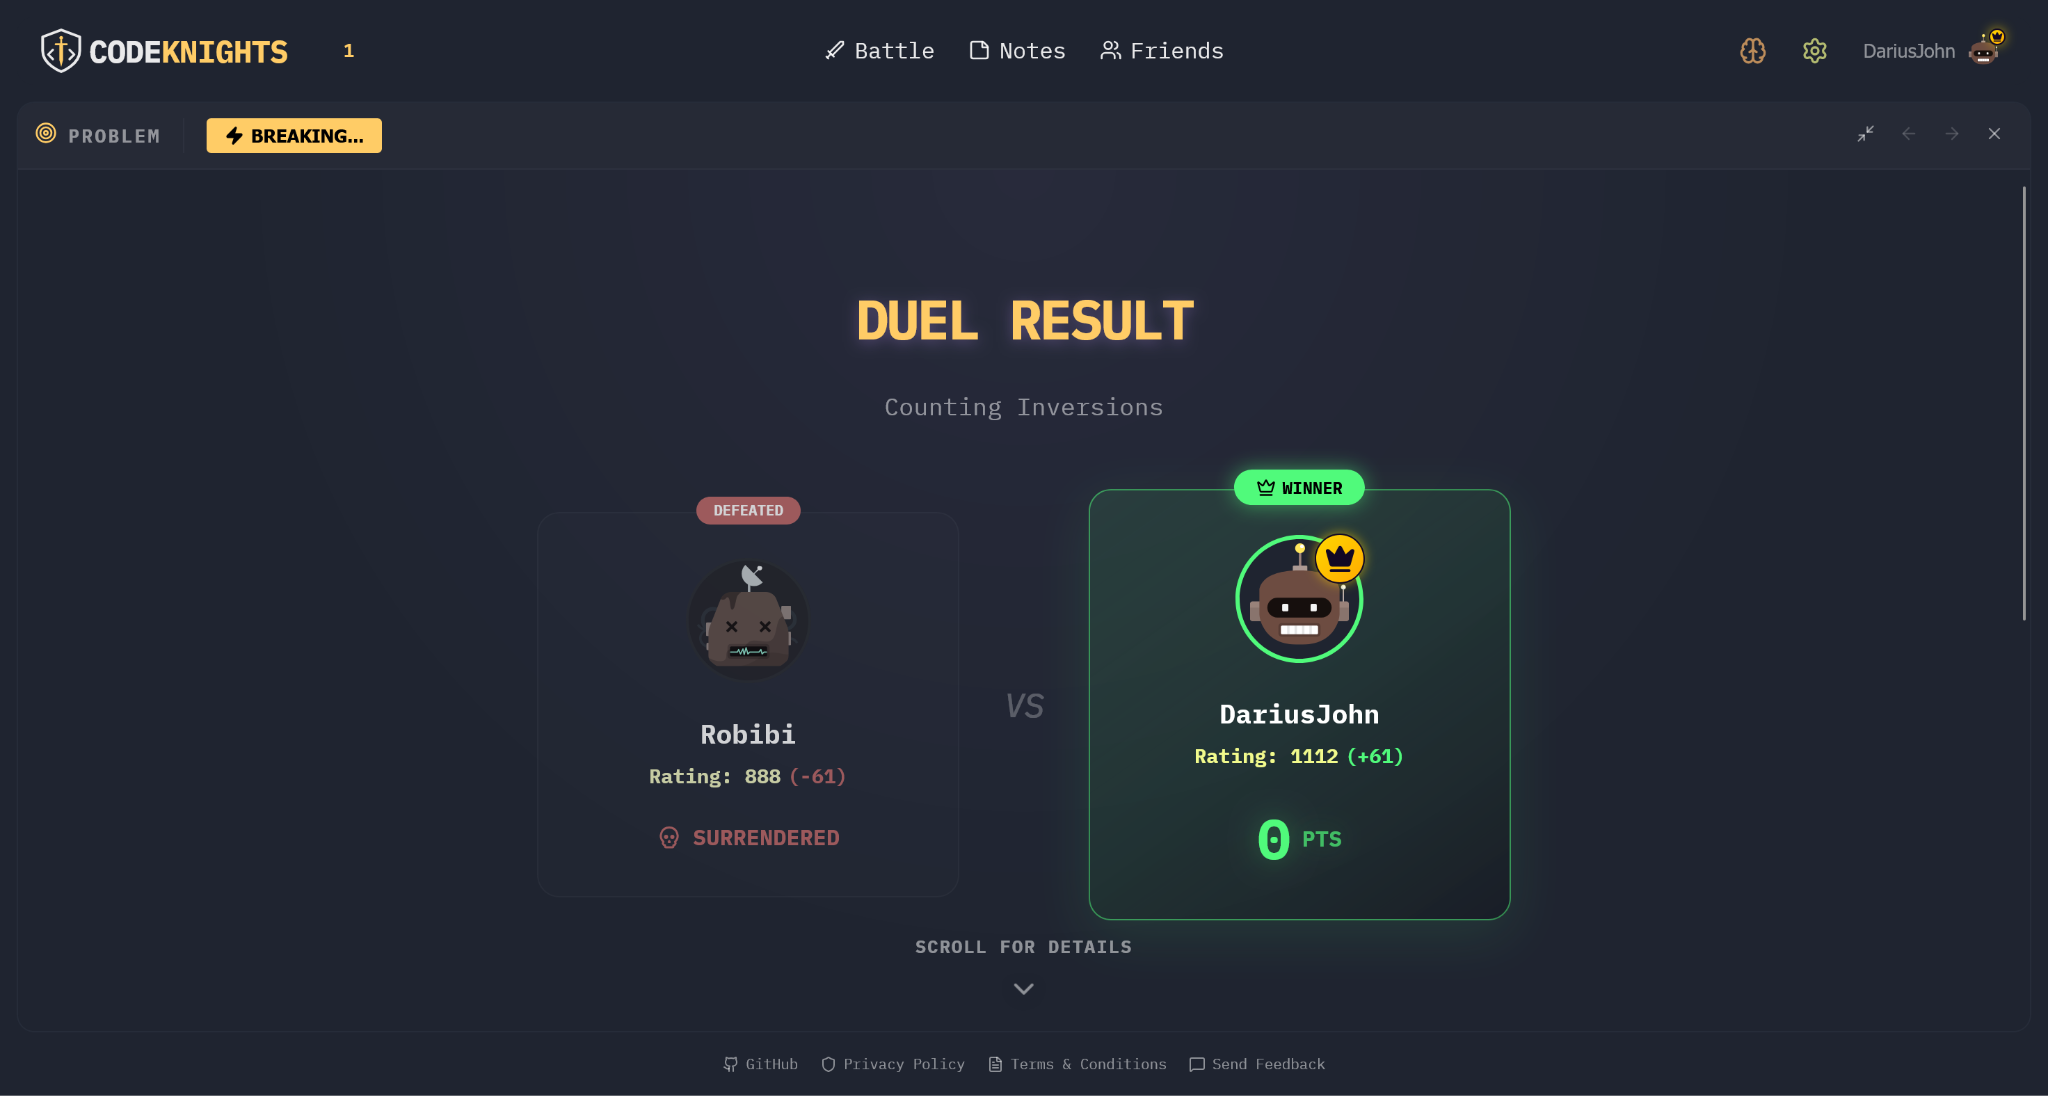 CODEKNIGHTS
1
Battle
Notes
Friends
DariusJohn
PROBLEM
BREAKING...
DUEL RESULT
Counting Inversions
DEFEATED
Robibi
Rating: 888 (-61)
SURRENDERED
VS
WINNER
DariusJohn
Rating: 1112 (+61)
0 PTS
SCROLL FOR DETAILS
GitHub
Privacy Policy
Terms & Conditions
Send Feedback